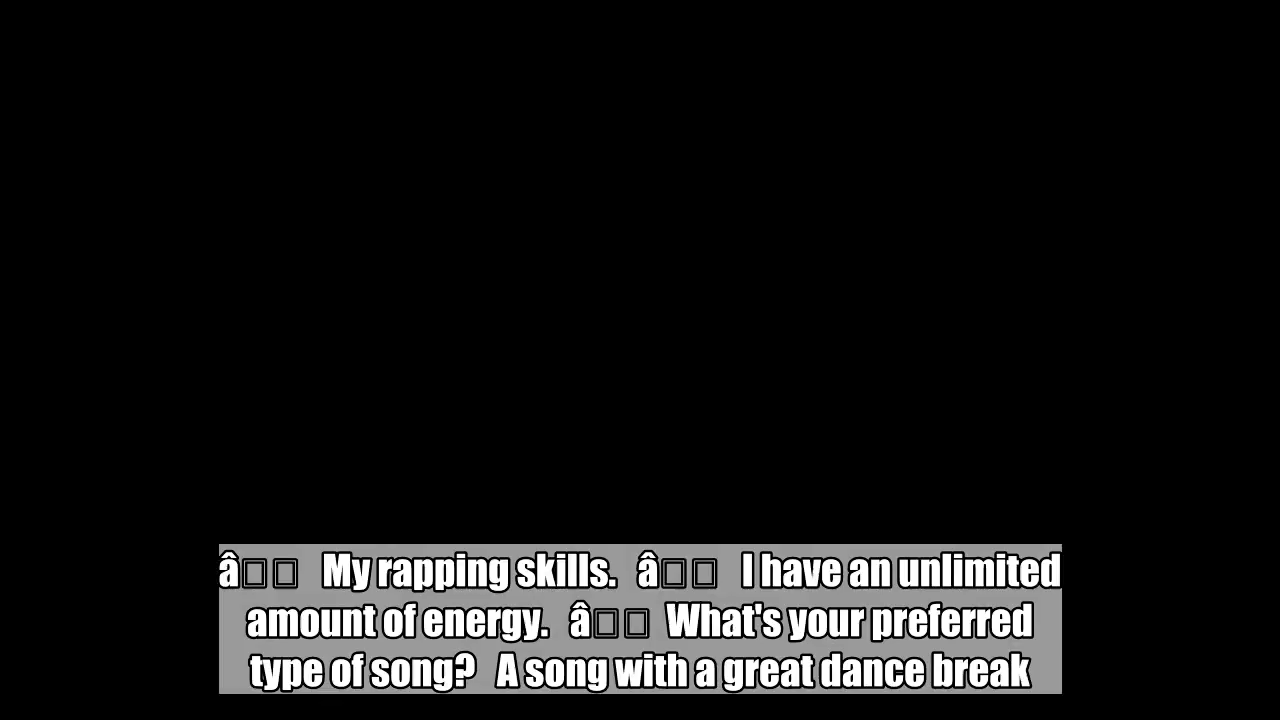 â□□ My rapping skills. â□□ I have an unlimited
amount of energy. â□□ What's your preferred
type of song? A song with a great dance break